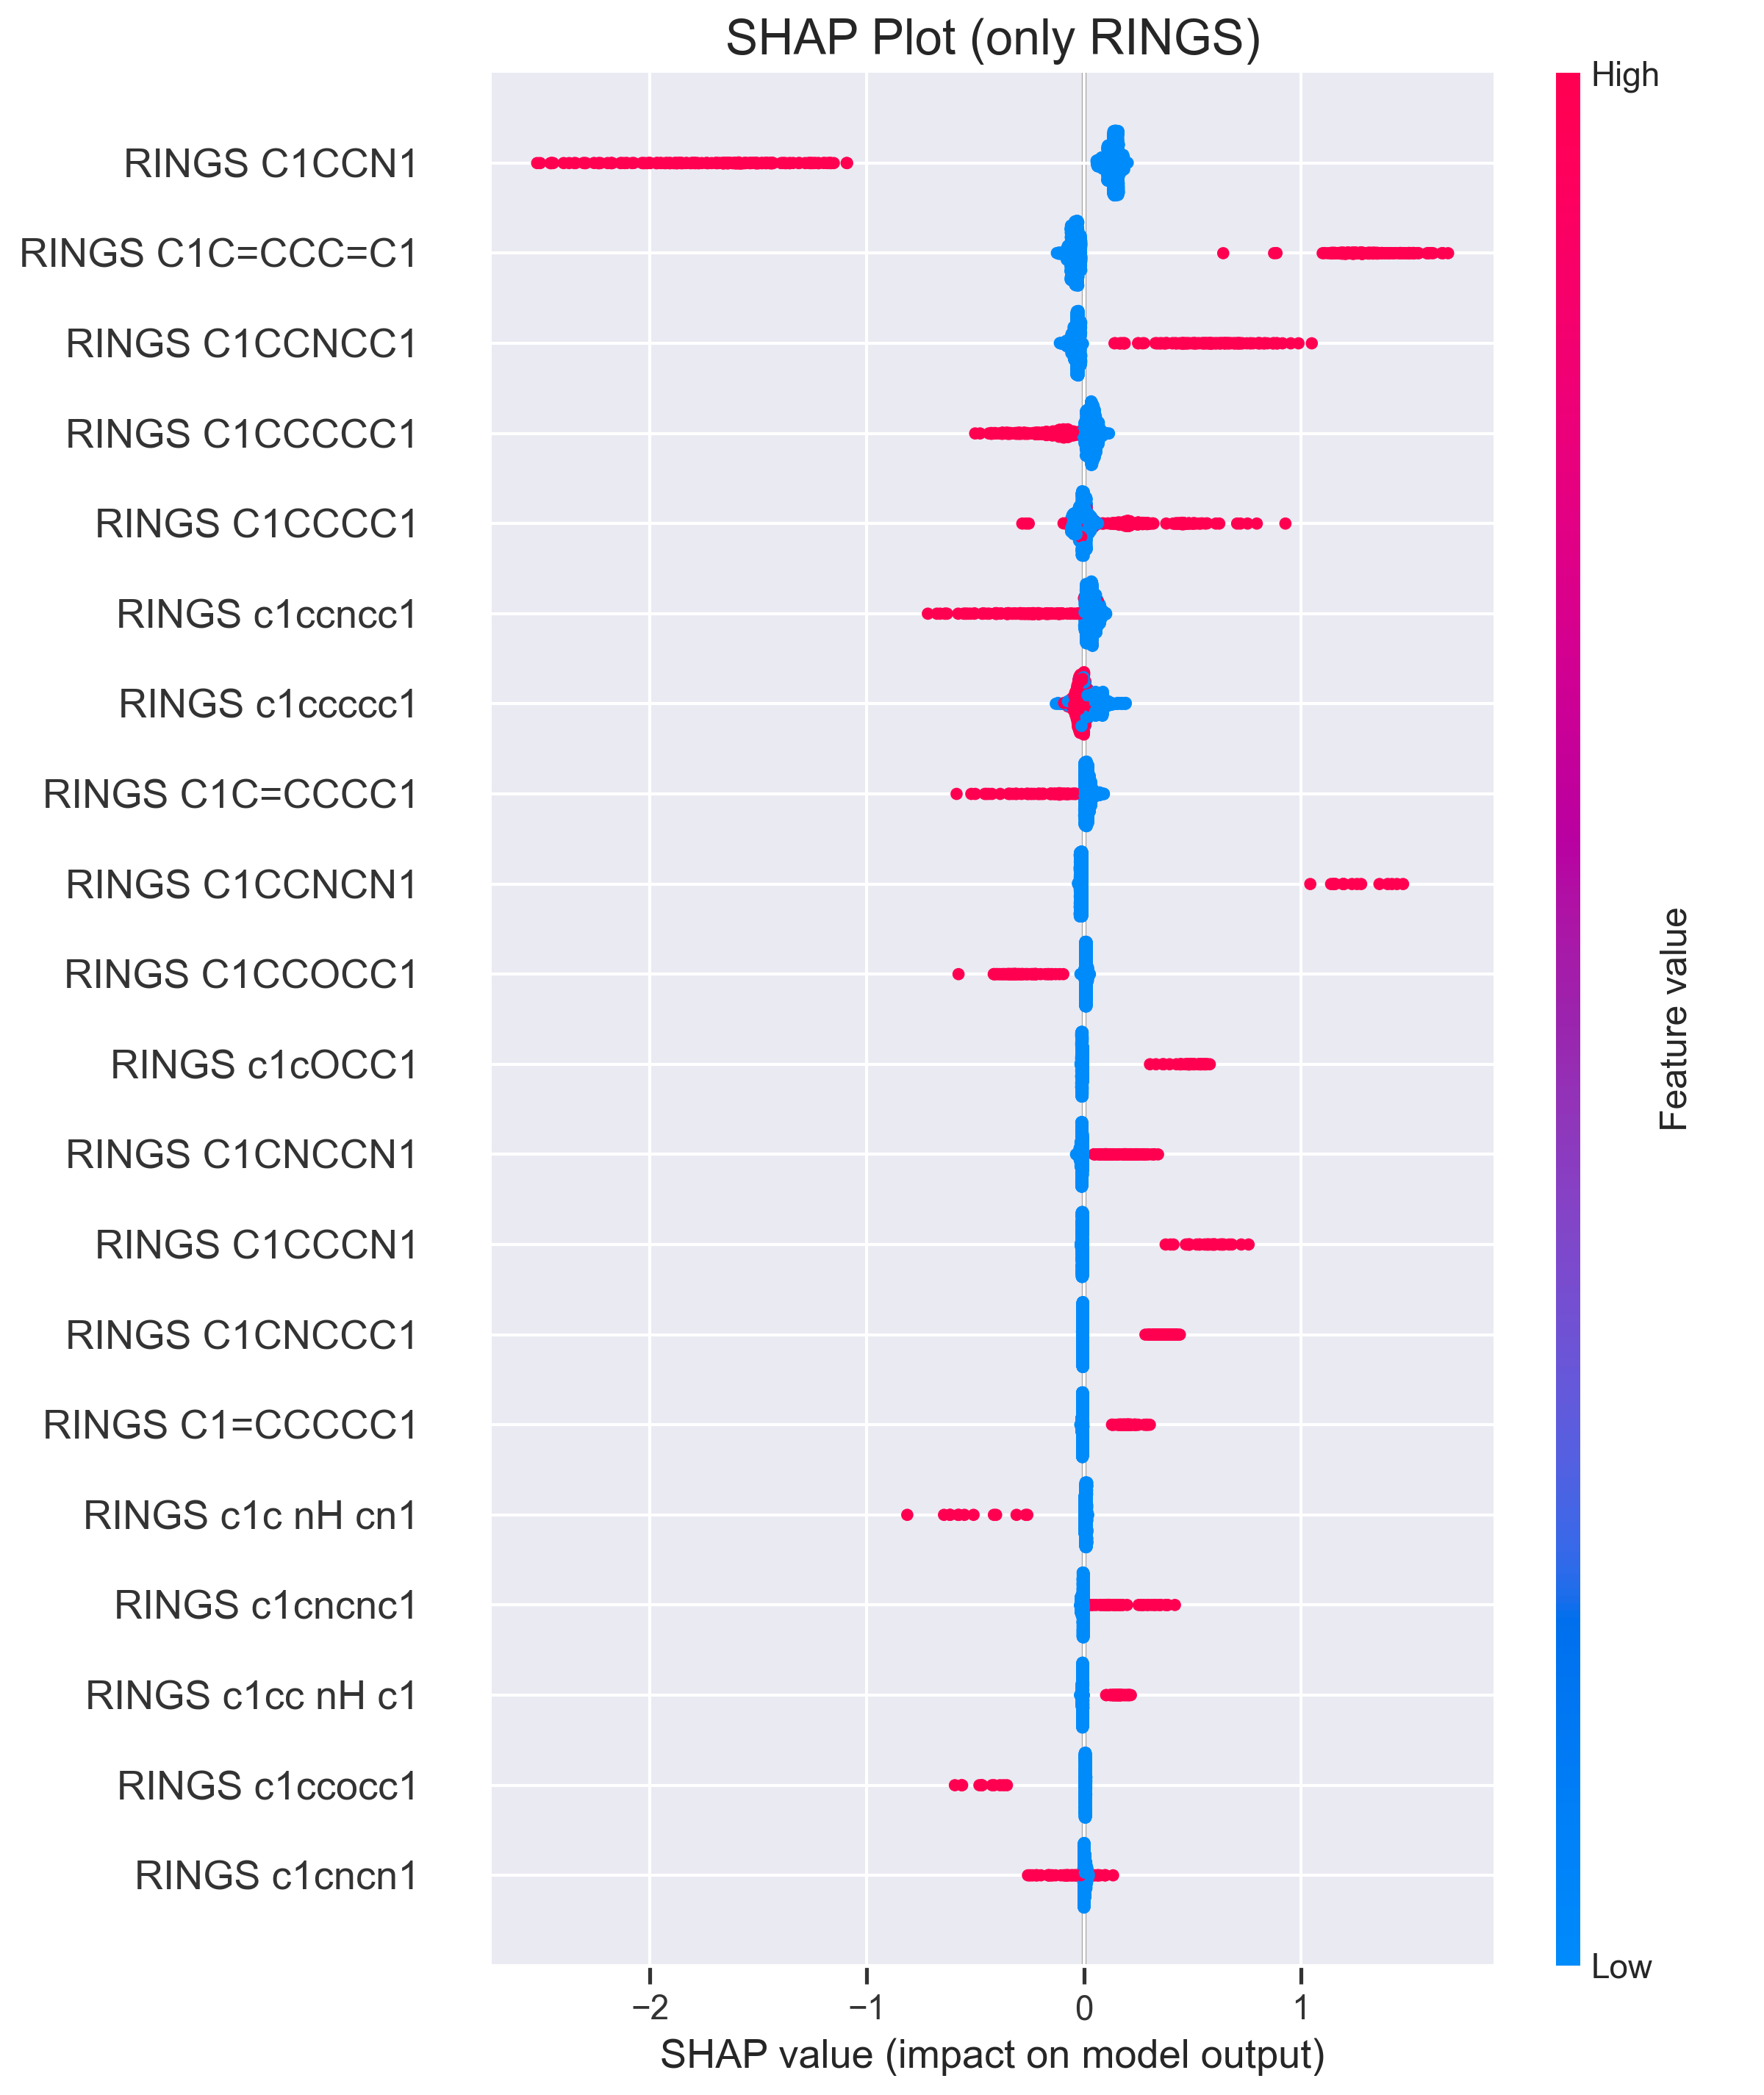 SHAP Plot (only RINGS)
High
RINGS C1CCN1
RINGS C1C=CCC=C1
RINGS C1CCNCC1
RINGS C1CCCCC1
RINGS C1CCCC1
RINGS c1ccncc1
RINGS c1ccccc1
RINGS C1C=CCCC1
RINGS C1CCNCN1
RINGS C1CCOCC1
RINGS c1cOCC1
RINGS C1CNCCN1
RINGS C1CCCN1
RINGS C1CNCCC1
RINGS C1=CCCCC1
RINGS c1c nH cn1
RINGS c1cncnc1
RINGS c1cc nH c1
RINGS c1ccocc1
RINGS c1cncn1
Feature value
Low
−2 −1 0 1
SHAP value (impact on model output)